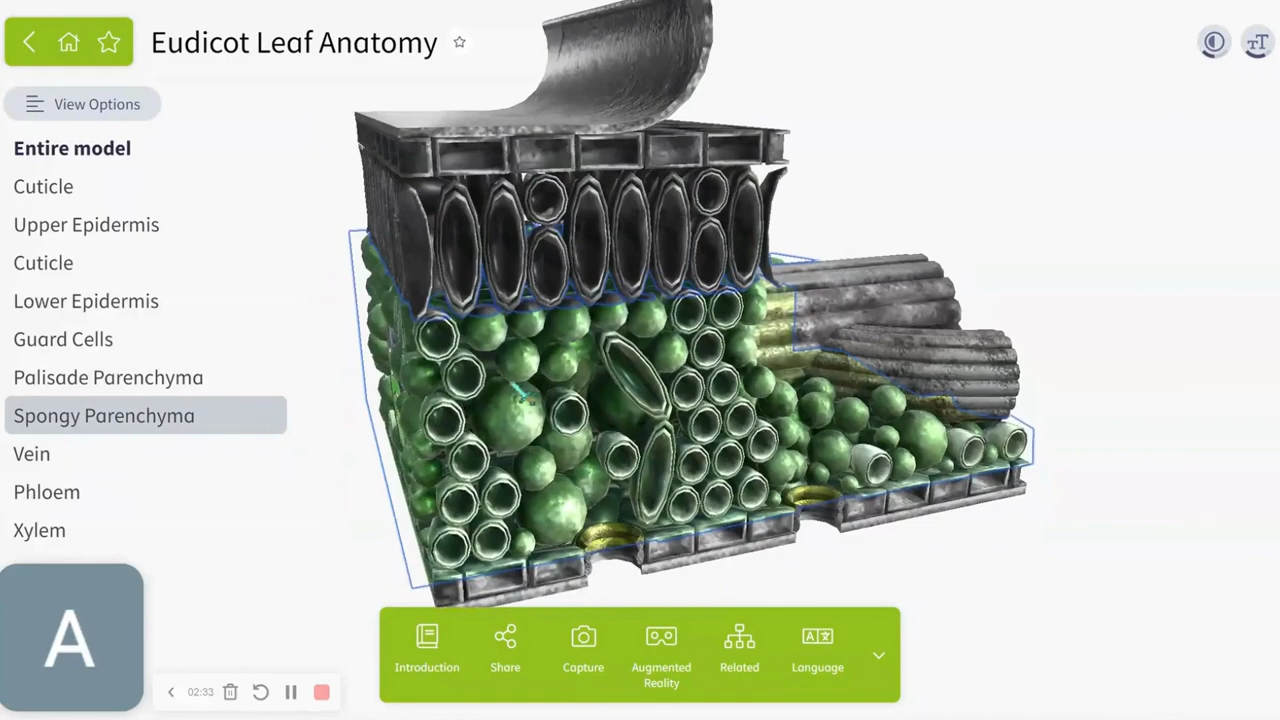 Eudicot Leaf Anatomy
View Options
Entire model
Cuticle
Upper Epidermis
Cuticle
Lower Epidermis
Guard Cells
Palisade Parenchyma
Spongy Parenchyma
Vein
Phloem
Xylem
A
02:33
Introduction
Share
Capture
Augmented
Reality
Related
A
Language
TT